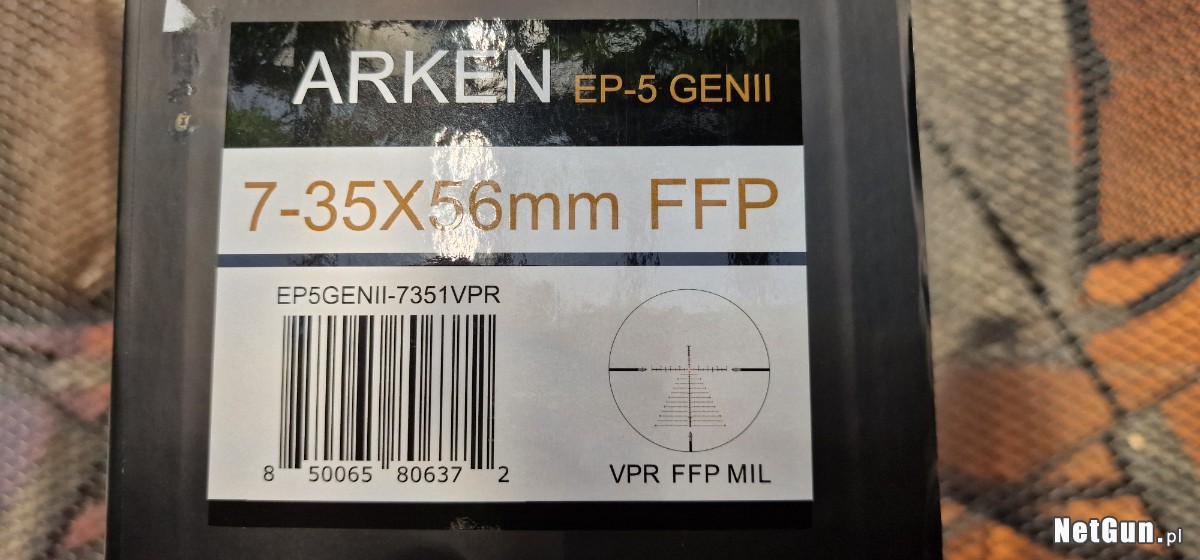 ARKEN EP-5 GENII
7-35X56mm FFP
EP5GENII-7351VPR
8 50065 80637 2
VPR FFP MIL
NetGun.pl